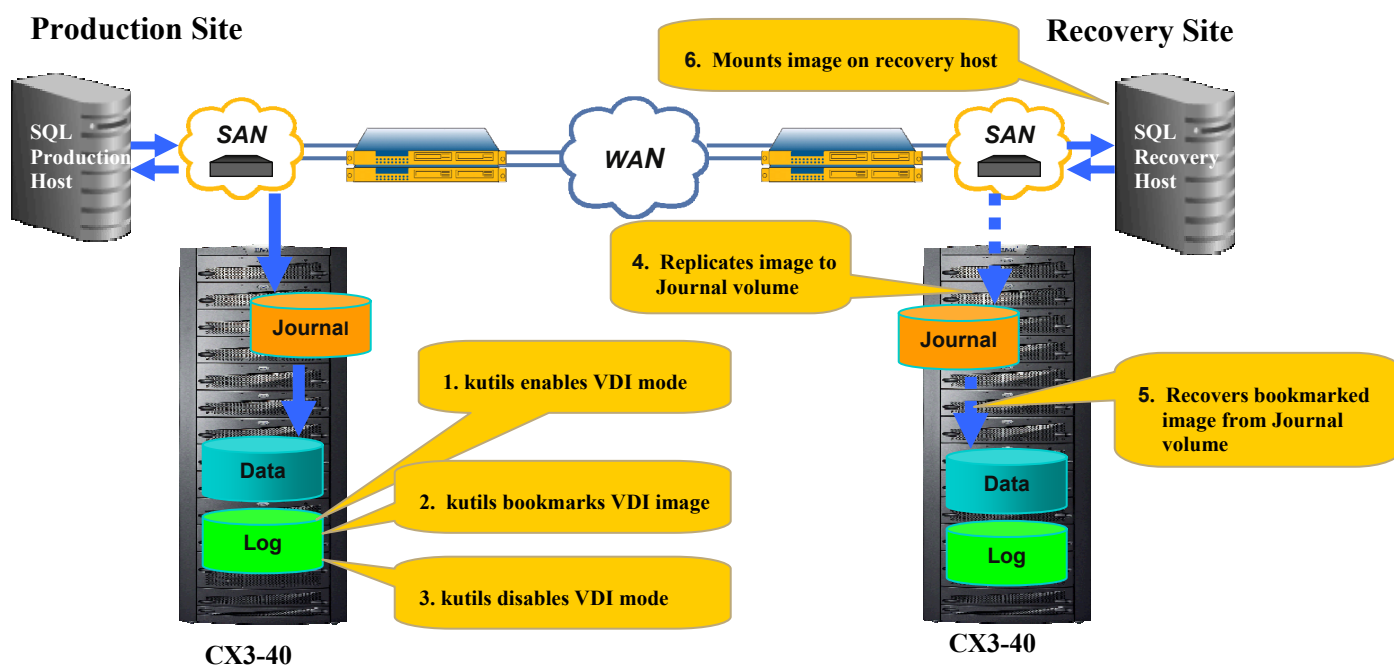 Production Site
Recovery Site
6. Mounts image on recovery host
SQL
Production
Host
SAN
WAN
SAN
SQL
Recovery
Host
4. Replicates image to
Journal volume
Journal
Journal
1. kutils enables VDI mode
5. Recovers bookmarked
image from Journal
volume
Data
2. kutils bookmarks VDI image
Data
Log
Log
3. kutils disables VDI mode
CX3-40
CX3-40